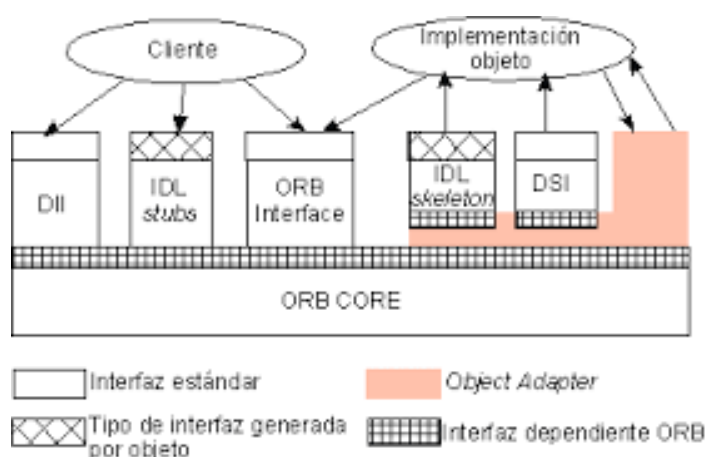 Cliente
Implementación
objeto
DII
IDL
stubs
ORB
Interface
IDL
skeleton
DSI
ORB CORE
Interfaz estándar
Object Adapter
Tipo de interfaz generada
por objeto
Interfaz dependiente ORB